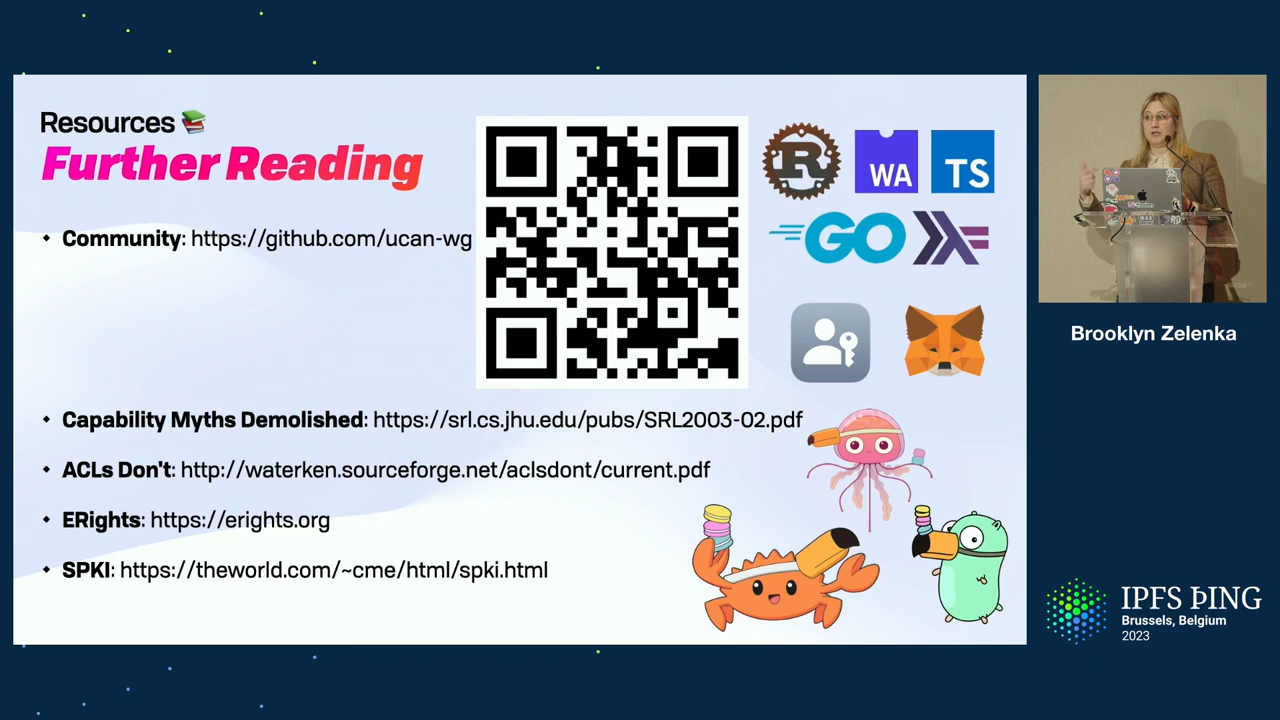 Resources 📚
Further Reading
Community: https://github.com/ucan-wg
R
WA
TS
GO
Capability Myths Demolished: https://srl.cs.jhu.edu/pubs/SRL2003-02.pdf
ACLs Don't: http://waterken.sourceforge.net/aclsdont/current.pdf
ERights: https://erights.org
SPKI: https://theworld.com/~cme/html/spki.html
Brooklyn Zelenka
IPFS ÞING
Brussels, Belgium
2023